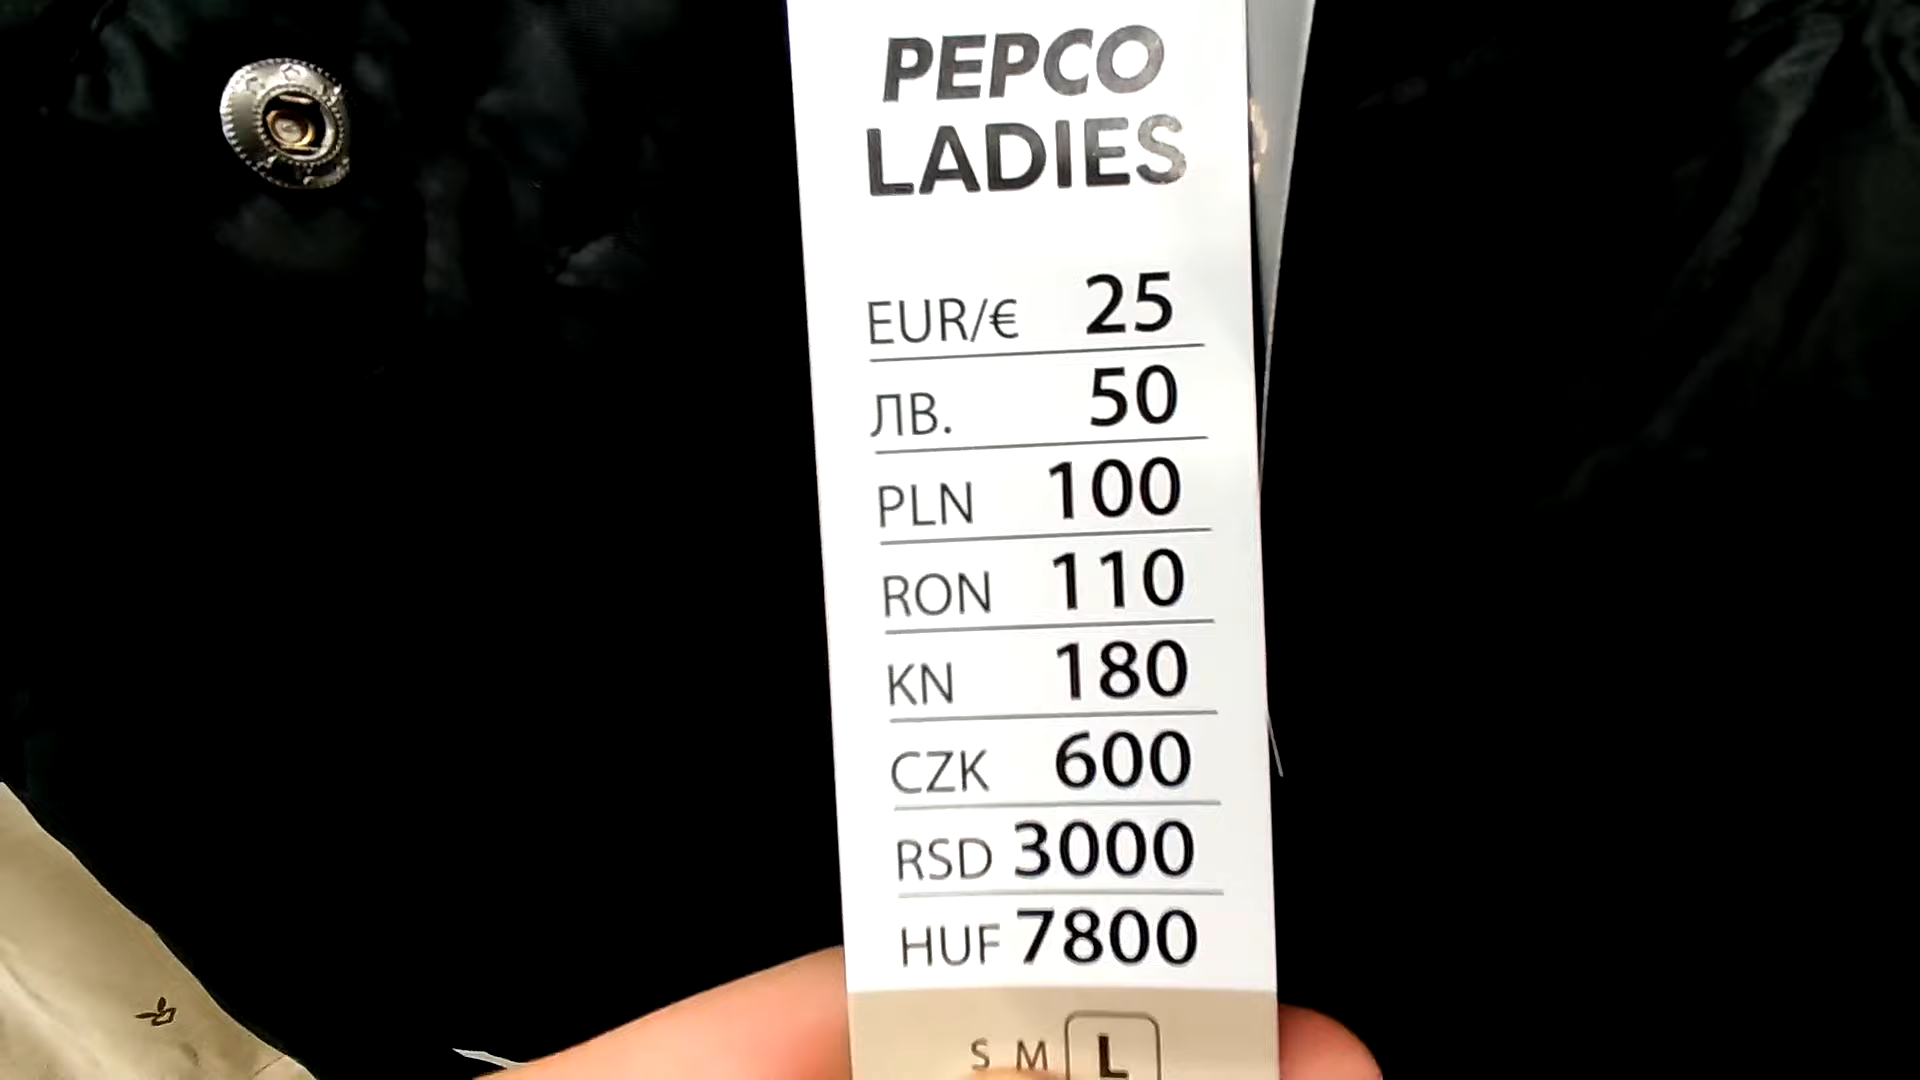 PEPCO
LADIES
EUR/€ 25
ЛВ. 50
PLN 100
RON 110
KN 180
CZK 600
RSD 3000
HUF 7800
S M L